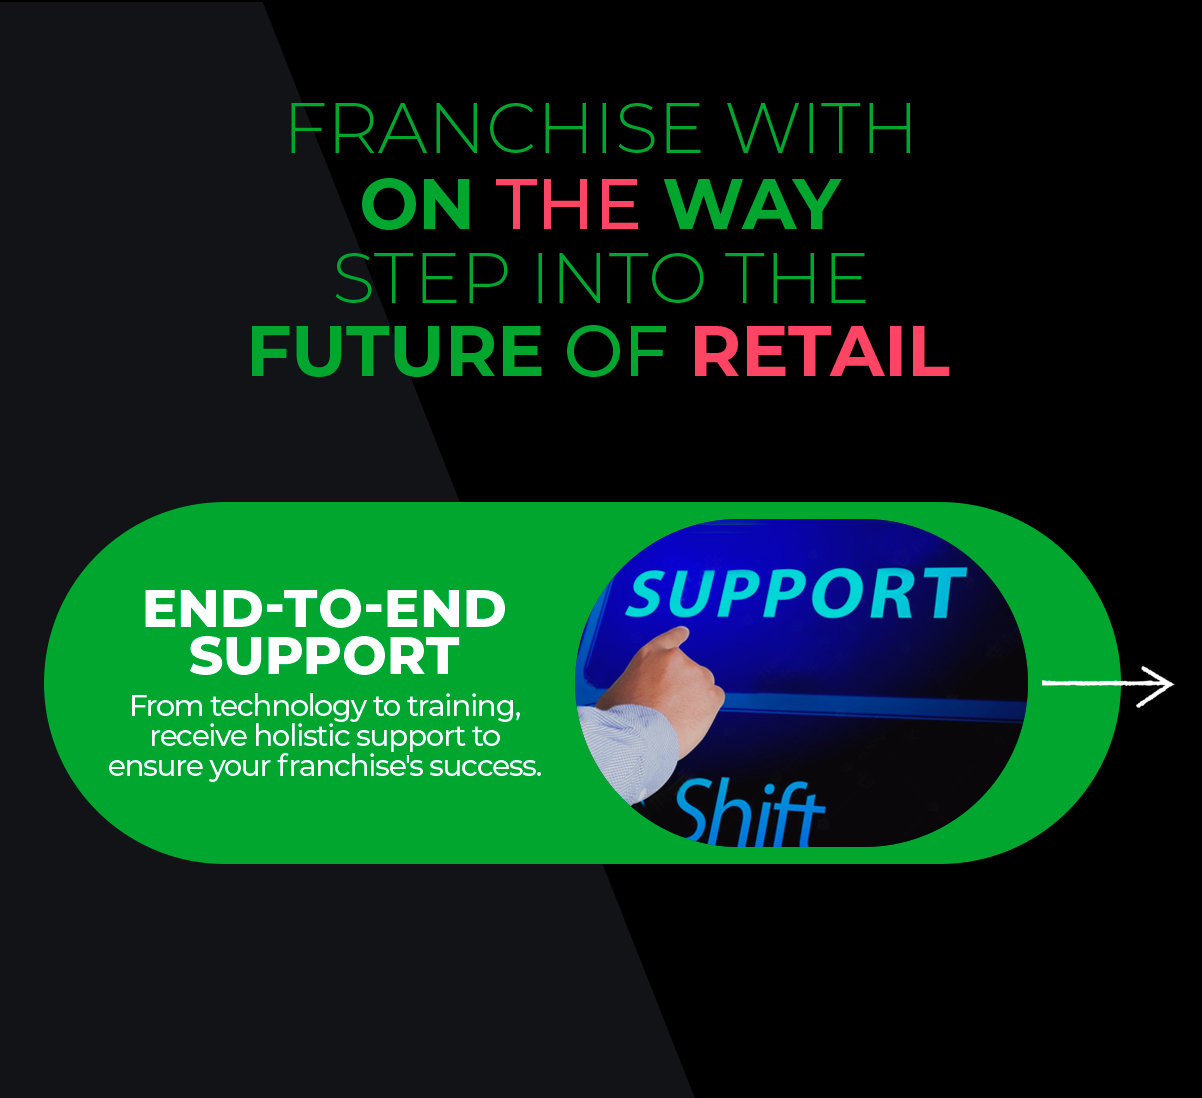 FRANCHISE WITH
ON THE WAY
STEP INTO THE
FUTURE OF RETAIL
END-TO-END
SUPPORT
From technology to training,
receive holistic support to
ensure your franchise's success.
SUPPORT
Shift